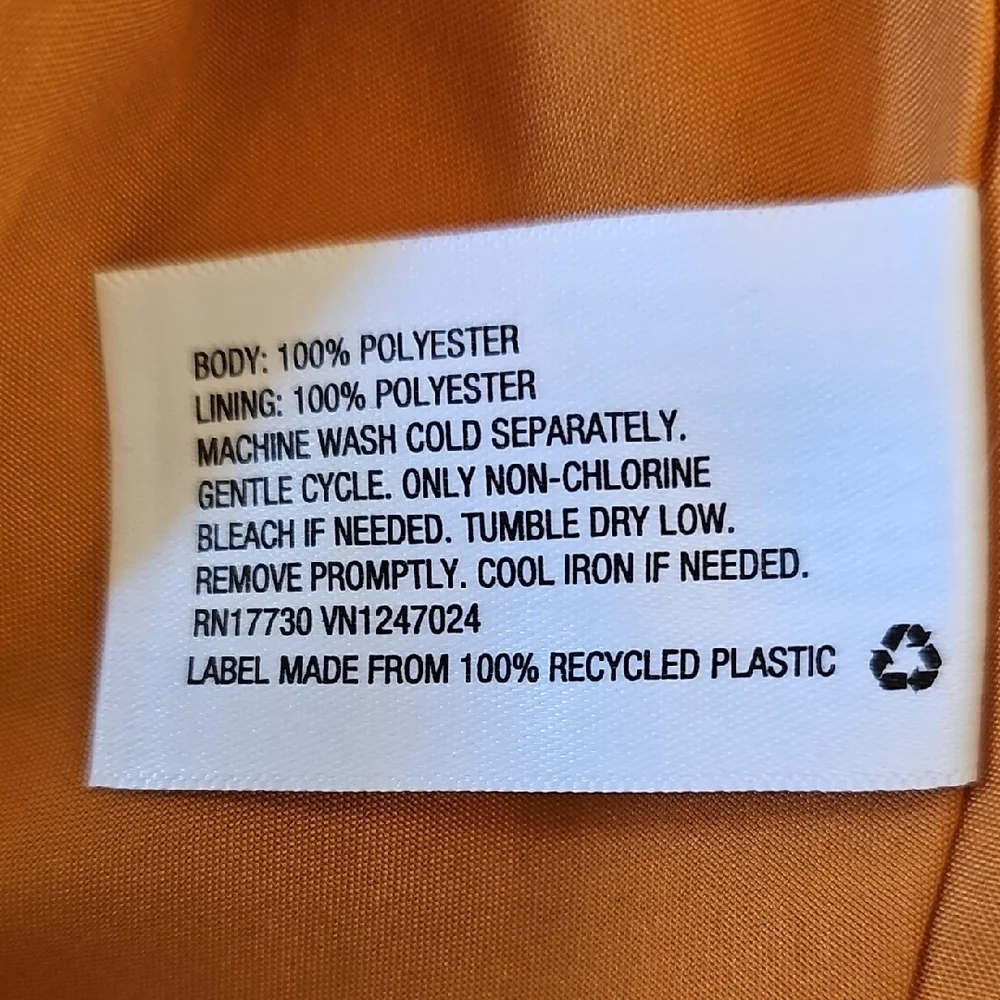 BODY: 100% POLYESTER
LINING: 100% POLYESTER
MACHINE WASH COLD SEPARATELY.
GENTLE CYCLE. ONLY NON-CHLORINE
BLEACH IF NEEDED. TUMBLE DRY LOW.
REMOVE PROMPTLY. COOL IRON IF NEEDED.
RN17730 VN1247024
LABEL MADE FROM 100% RECYCLED PLASTIC